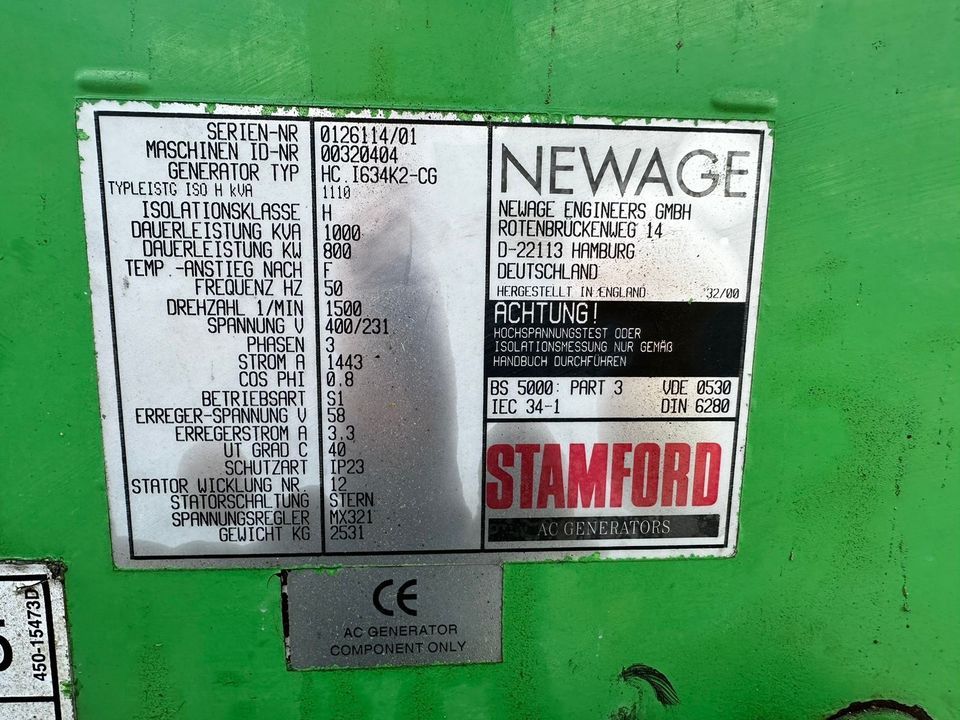 SERIEN-NR 0126114/01
MASCHINEN ID-NR 00320404
GENERATOR TYP HC.I634K2-CG
TYPLEISTG ISO H kVA 1110
ISOLATIONSKLASSE H
DAUERLEISTUNG KVA 1000
DAUERLEISTUNG KW 800
TEMP.-ANSTIEG NACH F
FREQUENZ HZ 50
DREHZAHL 1/MIN 1500
SPANNUNG V 400/231
PHASEN 3
STROM A 1443
COS PHI 0.8
BETRIEBSART S1
ERREGER-SPANNUNG V 58
ERREGERSTROM A 3.3
UT GRAD C 40
SCHUTZART IP23
STATOR WICKLUNG NR. 12
STATORSCHALTUNG STERN
SPANNUNGSREGLER MX321
GEWICHT KG 2531
NEWAGE
NEWAGE ENGINEERS GMBH
ROTENBRUCKENWEG 14
D-22113 HAMBURG
DEUTSCHLAND
HERGESTELLT IN ENGLAND 32/00
ACHTUNG!
HOCHSPANNUNGSTEST ODER
ISOLATIONSMESSUNG NUR GEMÄß
HANDBUCH DURCHFÜHREN
BS 5000: PART 3 VDE 0530
IEC 34-1 DIN 6280
STAMFORD
AC GENERATORS
CE
AC GENERATOR
COMPONENT ONLY
450-15473D